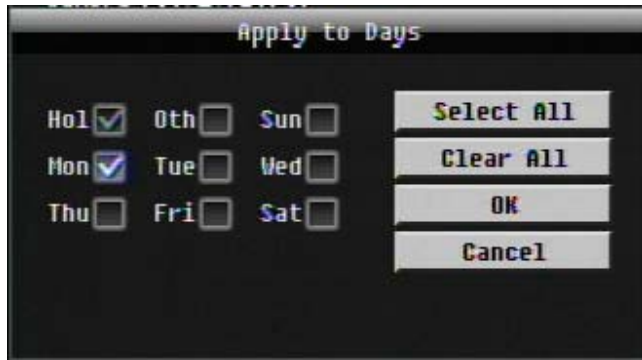 Apply to Days
Hol Oth Sun
Select All
Mon Tue Wed
Clear All
Thu Fri Sat
OK
Cancel